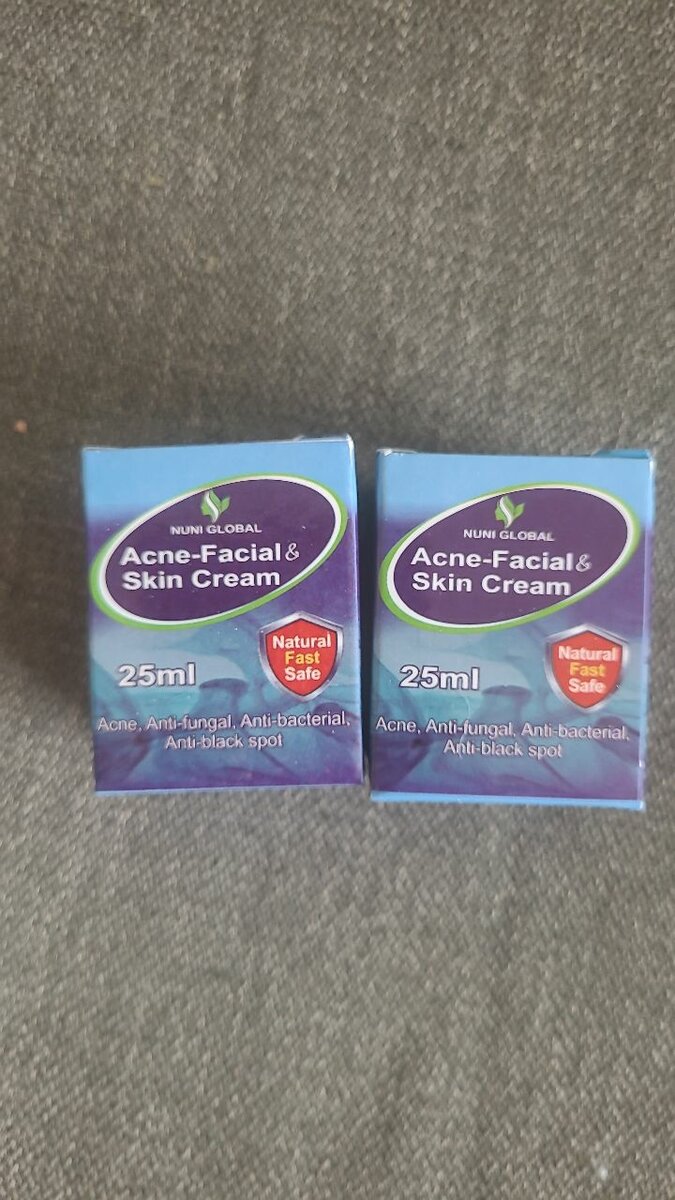 NUNI GLOBAL
Acne-Facial &
Skin Cream
25ml
Natural
Fast
Safe
Acne, Anti-fungal, Anti-bacterial,
Anti-black spot
NUNI GLOBAL
Acne-Facial &
Skin Cream
25ml
Natural
Fast
Safe
Acne, Anti-fungal, Anti-bacterial,
Anti-black spot